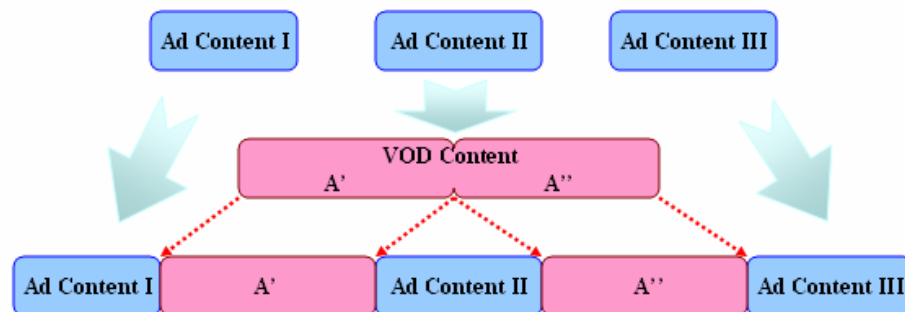 Ad Content I
Ad Content II
Ad Content III
VOD Content
A'
A’’
Ad Content I
A'
Ad Content II
A’’
Ad Content III